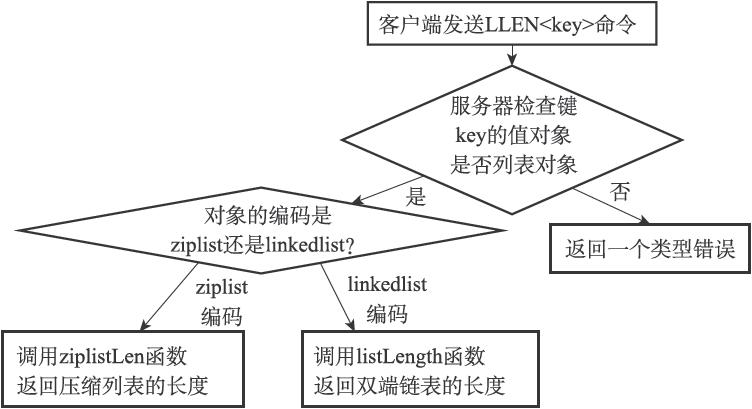 客户端发送LLEN<key>命令
服务器检查键
key的值对象
是否列表对象
是
否
对象的编码是
ziplist还是linkedlist?
返回一个类型错误
ziplist
编码
linkedlist
编码
调用ziplistLen函数
返回压缩列表的长度
调用listLength函数
返回双端链表的长度